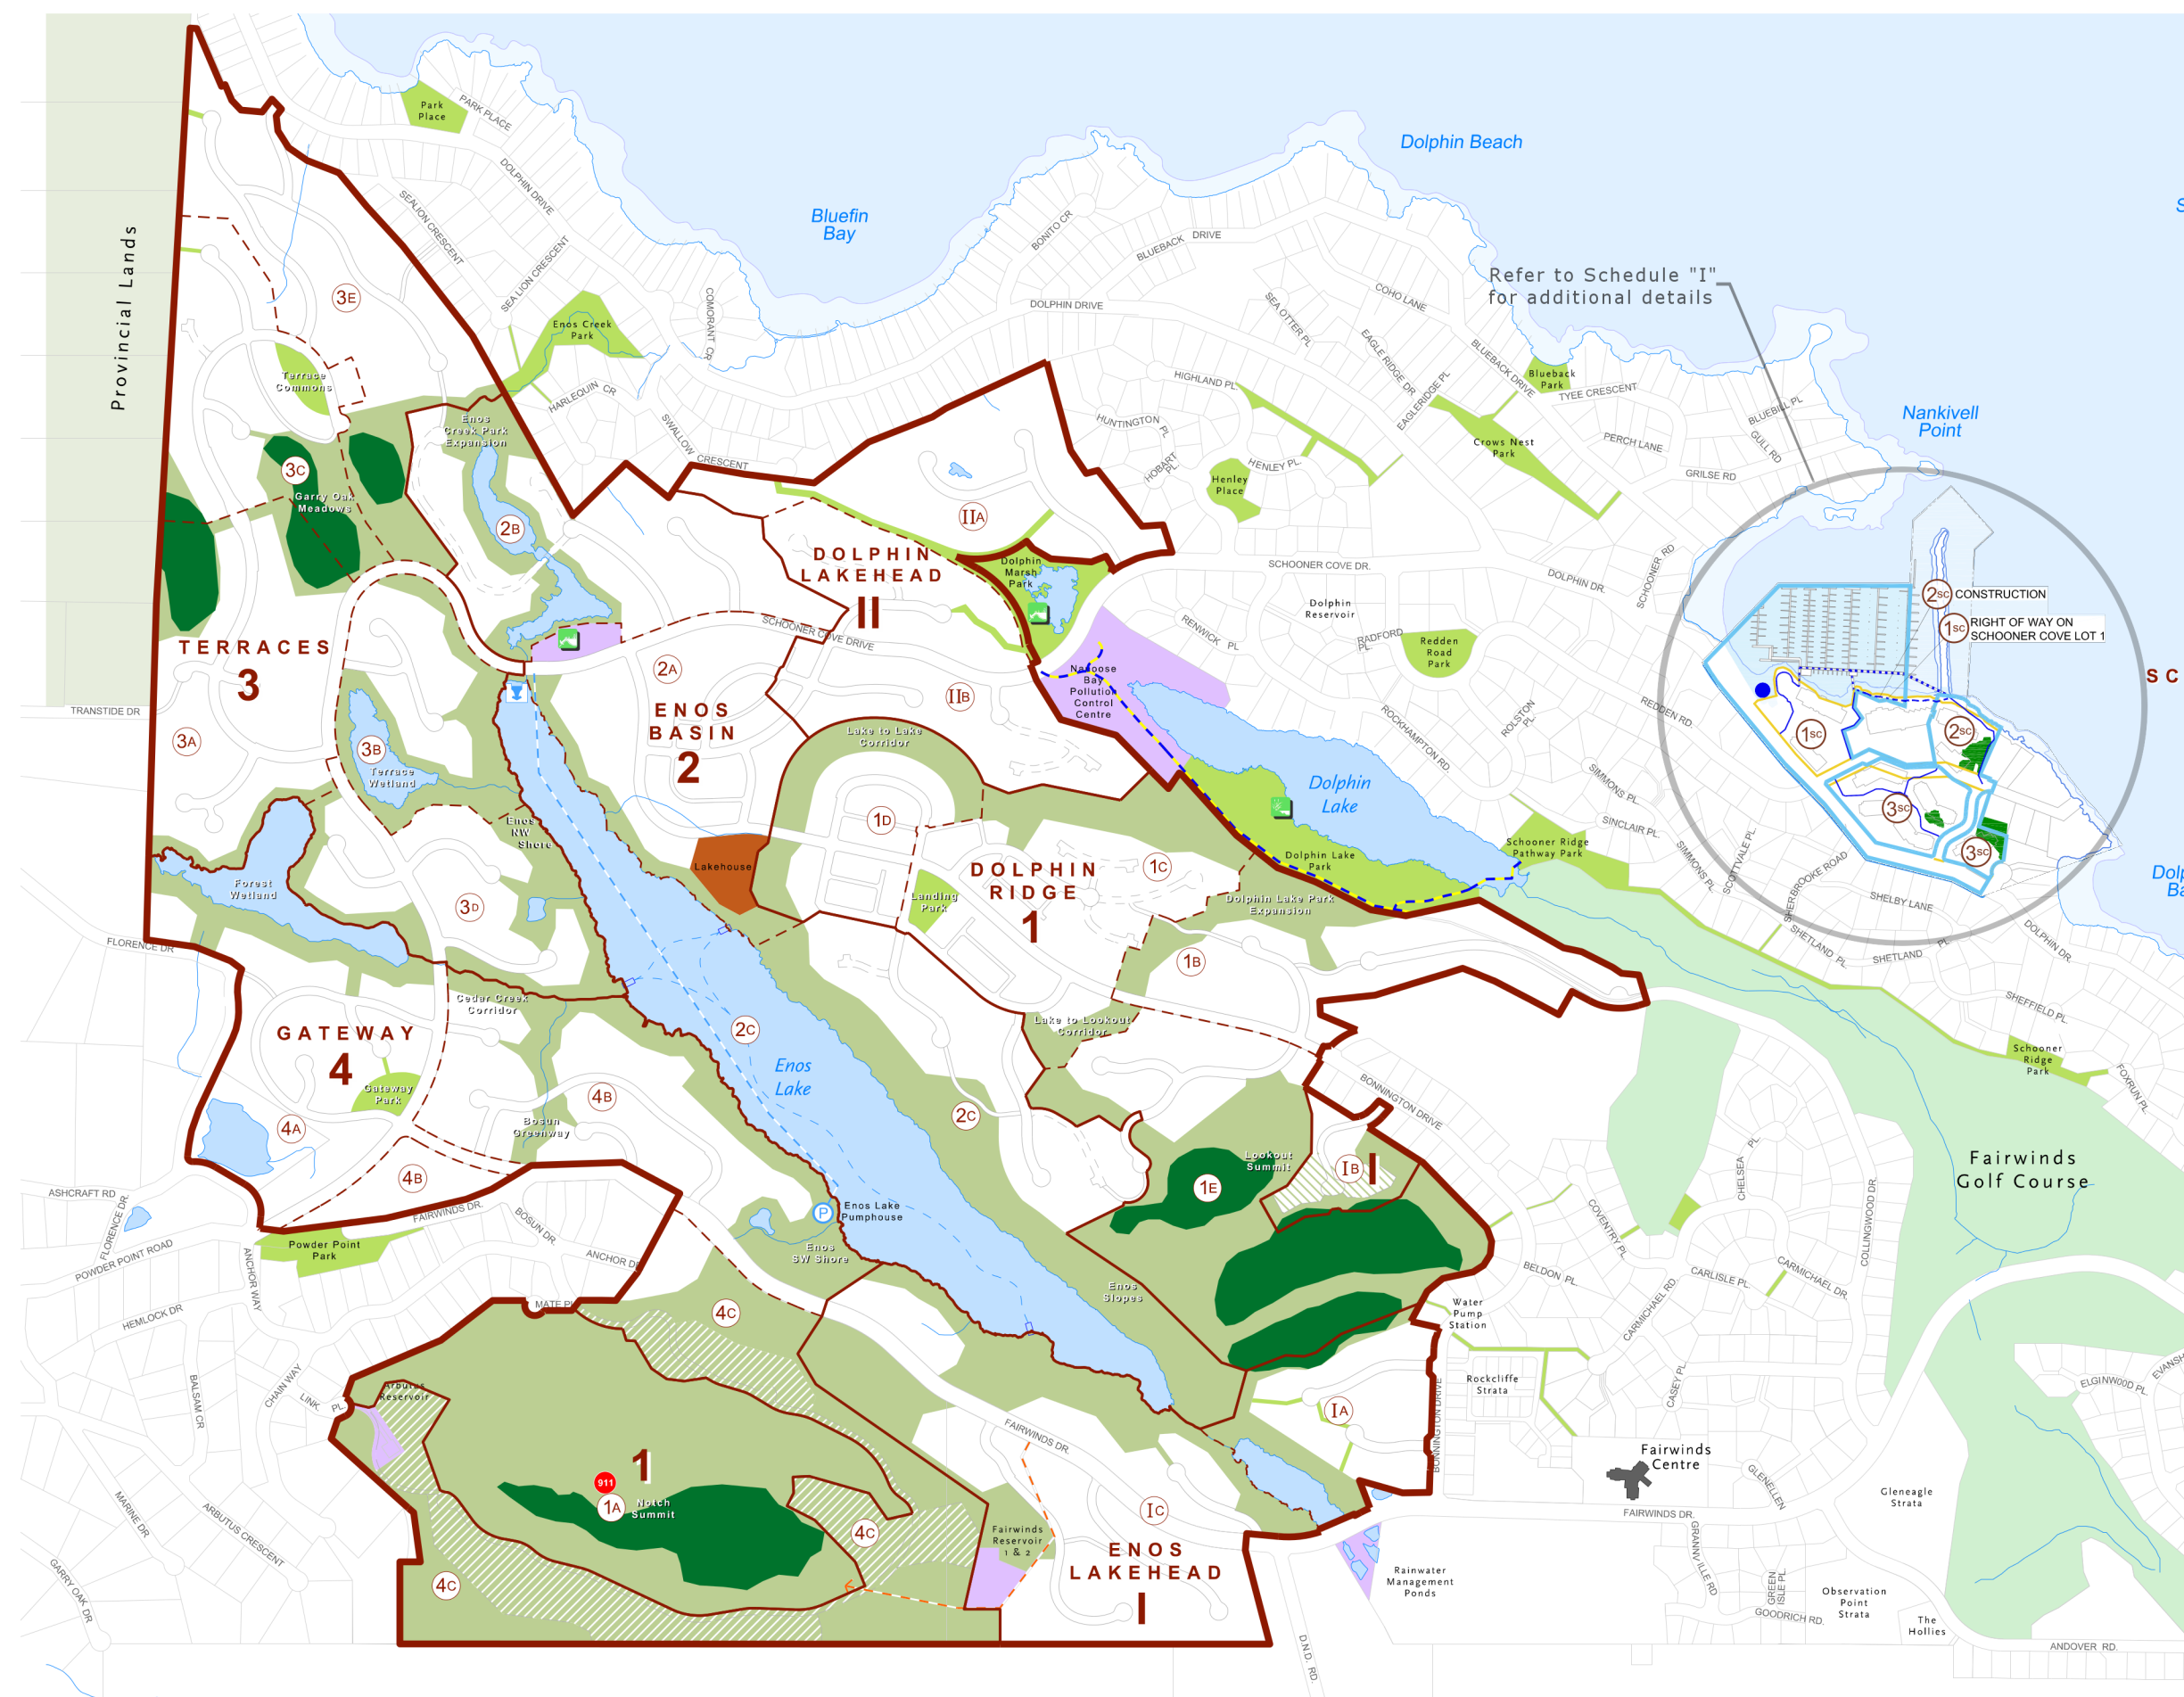 Park
Place
PARK PLACE
Dolphin Beach
DOLPHIN DRIVE
SEALION CRESCENT
SEA LION CRESCENT
Bluefin
Bay
BONITO CR
BLUEBACK DRIVE
Provincial Lands
Refer to Schedule "I"
for additional details
3E
COMORANT CR
DOLPHIN DRIVE
SEA OTTER PL
COHO LANE
Enos Creek
Park
EAGLE RIDGE DR
BLUEBACK DRIVE
Terrace
Commons
HARLEQUIN CR
HIGHLAND PL.
EAGLERIDGE PL
Blueback
Park
TYEE CRESCENT
BLUEBILL PL
Nankivell
Point
Enos
Creek Park
Expansion
SWALLOW CRESCENT
HUNTINGTON PL
HOBART PL.
HENLEY PL.
Henley
Place
Crows Nest
Park
PERCH LANE
GULL RD
GRILSE RD
3C
Garry Oak
Meadows
2B
IIA
DOLPHIN
LAKEHEAD
II
Dolphin
Marsh
Park
SCHOONER COVE DR.
DOLPHIN DR.
SCHOONER RD
2SC CONSTRUCTION
1SC RIGHT OF WAY ON
SCHOONER COVE LOT 1
Dolphin
Reservoir
RENWICK PL
RADFORD
PL.
Redden
Road
Park
TERRACES
3
SCHOONER COVE DRIVE
2A
Nanoose
Bay
Pollution
Control
Centre
IIB
SC
TRANSTIDE DR
ENOS
BASIN
2
ROCKHAMPTON RD.
ROLSTON
PL.
REDDEN RD.
1SC
2SC
3A
3B
Terrace
Wetland
Lake to Lake
Corridor
Dolphin
Lake
SIMMONS PL.
3SC
3SC
Enos
NW
Shore
1D
SINCLAIR PL.
Schooner Ridge
Pathway Park
SIMMONS PL
SCOTTVALE PL.
SHERBROOKE ROAD
Lakehouse
DOLPHIN
RIDGE
1
1C
Dolphin Lake
Park
Forest
Wetland
3D
Landing
Park
Dolphin Lake Park
Expansion
SHELBY LANE
FLORENCE DR
1B
SHETLAND PL
SHETLAND PL
DOLPHIN DR.
Cedar Creek
Corridor
SHEFFIELD PL.
GATEWAY
4
2C
Lake to Lookout
Corridor
Enos
Lake
Schooner
Ridge
Park
FOXRUN PL
Gateway
Park
4B
BONNINGTON DRIVE
4A
Bosun
Greenway
2C
Lookout
Summit
IB
I
CHELSEA PL
Fairwinds
Golf Course
4B
1E
ASHCRAFT RD
FLORENCE DR.
FAIRWINDS DR.
BOSUN DR.
Enos Lake
Pumphouse
P
COVENTRY PL
COLLINGWOOD DR.
POWDER POINT ROAD
Powder Point
Park
ANCHOR WAY
ANCHOR DR
Enos
SW Shore
Enos
Slopes
BELDON PL.
CARLISLE PL.
CARMICHAEL DR.
HEMLOCK DR
MATE PL
4C
Water
Pump
Station
CARMICHAEL RD.
Arbutus
Reservoir
CHAIN WAY
LINK PL.
BALSAM CR
Rockcliffe
Strata
CASEY PL
ELGINWOOD PL.
IA
BONNINGTON DRIVE
FAIRWINDS DR.
1
Fairwinds
Centre
911
1A
Notch
Summit
GLENELLEN
Gleneagle
Strata
MARINE DR
ARBUTUS CRESCENT
IC
FAIRWINDS DR.
4C
Fairwinds
Reservoir
1 & 2
ENOS
LAKEHEAD
I
GRANNVILLE RD
4C
GARRY OAK DR
Rainwater
Management
Ponds
GREEN
ISLE PL.
GOODRICH RD.
Observation
Point
Strata
The
Hollies
D.N.D. RD.
ANDOVER RD.